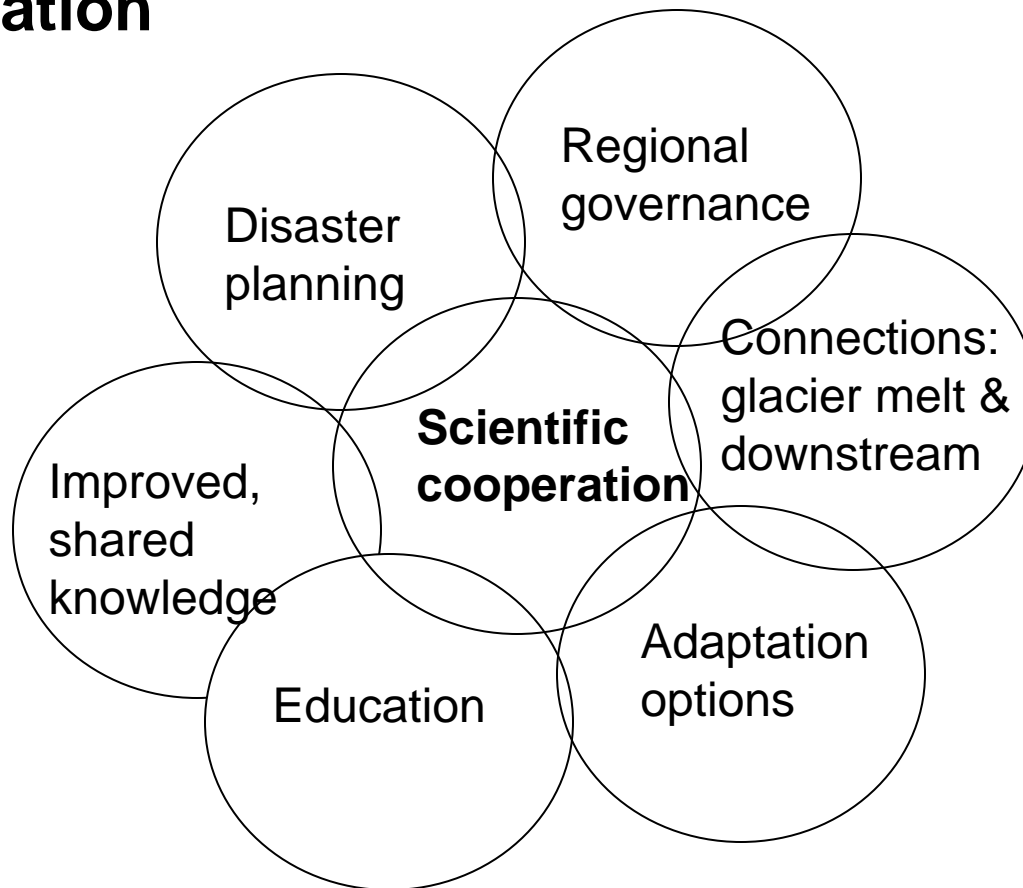 ation
Regional
governance
Disaster
planning
Connections:
glacier melt &
downstream
Scientific
cooperation
Improved,
shared
knowledge
Adaptation
options
Education